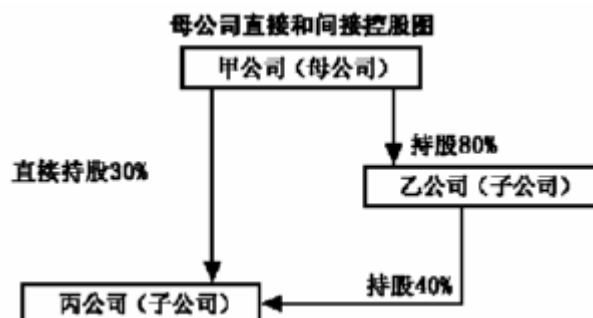 母公司直接和间接控股图
甲公司（母公司）
持股80%
直接持股30%
乙公司（子公司）
持股40%
丙公司（子公司）